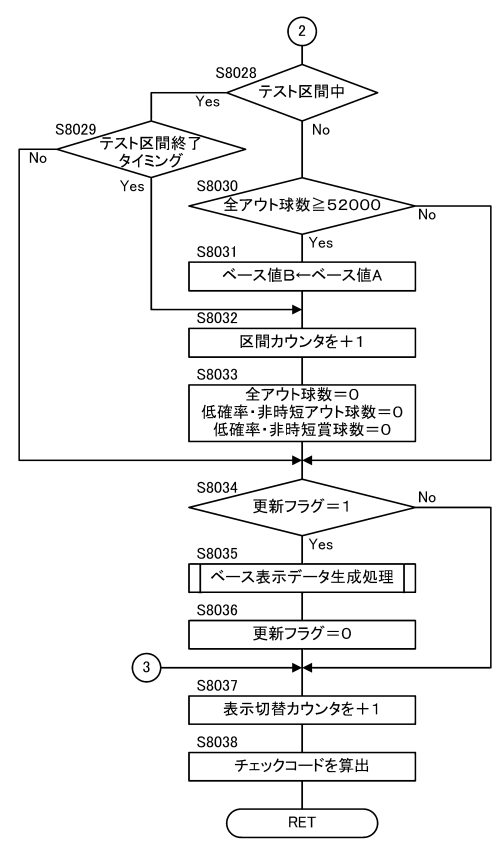 2
S8028
テスト区間中
Yes
No
S8029
テスト区間終了
タイミング
No
Yes
S8030
全アウト球数≧52000
No
Yes
S8031
ベース値B←ベース値A
S8032
区間カウンタを+1
S8033
全アウト球数=0
低確率・非時短アウト球数=0
低確率・非時短賞球数=0
S8034
更新フラグ=1
No
Yes
S8035
ベース表示データ生成処理
S8036
更新フラグ=0
3
S8037
表示切替カウンタを+1
S8038
チェックコードを算出
RET